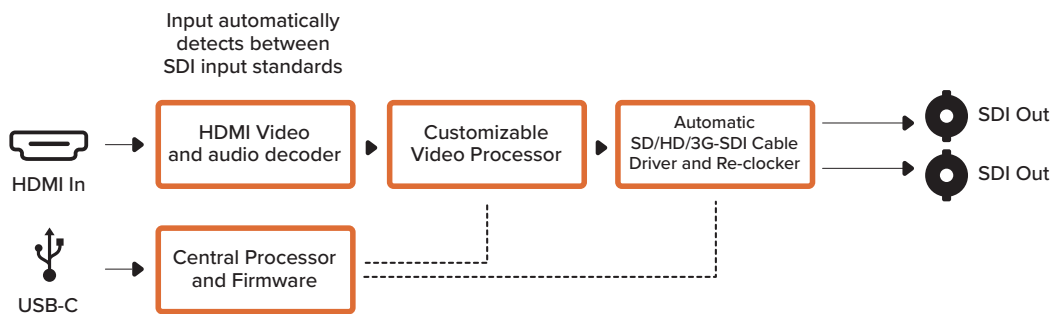 Input automatically
detects between
SDI input standards
HDMI In
HDMI Video
and audio decoder
Customizable
Video Processor
Automatic
SD/HD/3G-SDI Cable
Driver and Re-clocker
SDI Out
SDI Out
USB-C
Central Processor
and Firmware